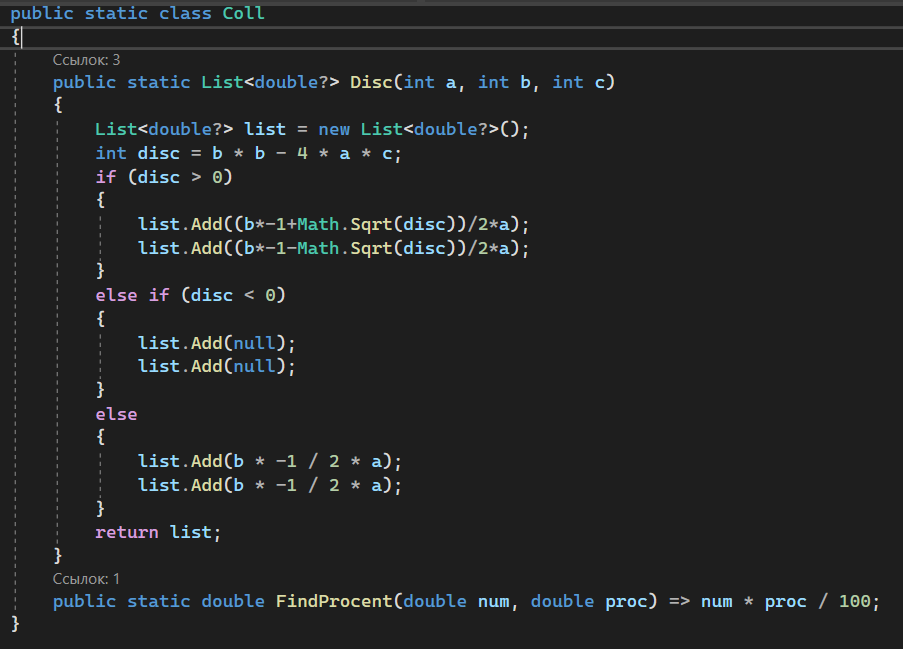 public static class Coll
{
Ссылок: 3
public static List<double?> Disc(int a, int b, int c)
{
List<double?> list = new List<double?>();
int disc = b * b - 4 * a * c;
if (disc > 0)
{
list.Add((b*-1+Math.Sqrt(disc))/2*a);
list.Add((b*-1-Math.Sqrt(disc))/2*a);
}
else if (disc < 0)
{
list.Add(null);
list.Add(null);
}
else
{
list.Add(b * -1 / 2 * a);
list.Add(b * -1 / 2 * a);
}
return list;
}
Ссылок: 1
public static double FindProcent(double num, double proc) => num * proc / 100;
}